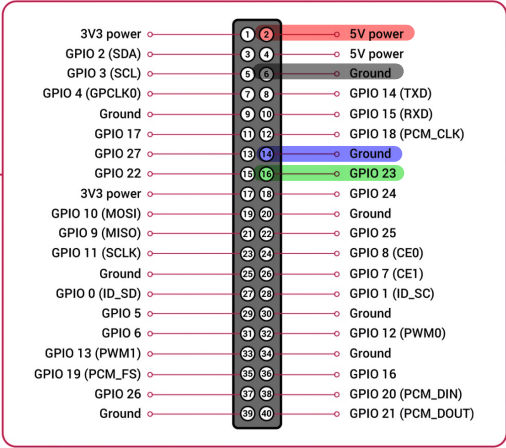 3V3 power 1 2 5V power
GPIO 2 (SDA) 3 4 5V power
GPIO 3 (SCL) 5 6 Ground
GPIO 4 (GPCLK0) 7 8 GPIO 14 (TXD)
Ground 9 10 GPIO 15 (RXD)
GPIO 17 11 12 GPIO 18 (PCM_CLK)
GPIO 27 13 14 Ground
GPIO 22 15 16 GPIO 23
3V3 power 17 18 GPIO 24
GPIO 10 (MOSI) 19 20 Ground
GPIO 9 (MISO) 21 22 GPIO 25
GPIO 11 (SCLK) 23 24 GPIO 8 (CE0)
Ground 25 26 GPIO 7 (CE1)
GPIO 0 (ID_SD) 27 28 GPIO 1 (ID_SC)
GPIO 5 29 30 Ground
GPIO 6 31 32 GPIO 12 (PWM0)
GPIO 13 (PWM1) 33 34 Ground
GPIO 19 (PCM_FS) 35 36 GPIO 16
GPIO 26 37 38 GPIO 20 (PCM_DIN)
Ground 39 40 GPIO 21 (PCM_DOUT)